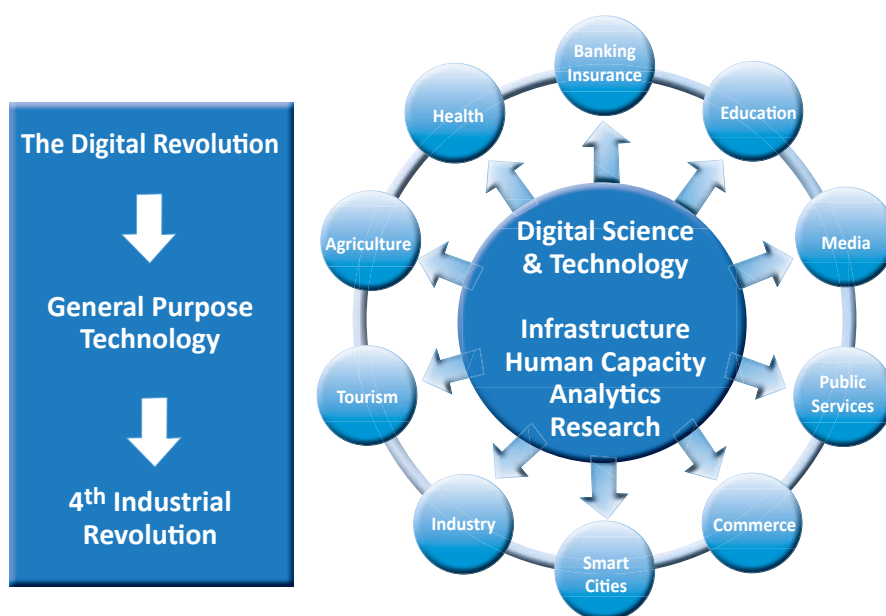 The Digital Revolution
General Purpose
Technology
4th Industrial
Revolution
Banking
Insurance
Education
Media
Public
Services
Commerce
Smart
Cities
Industry
Tourism
Agriculture
Health
Digital Science
& Technology
Infrastructure
Human Capacity
Analytics
Research